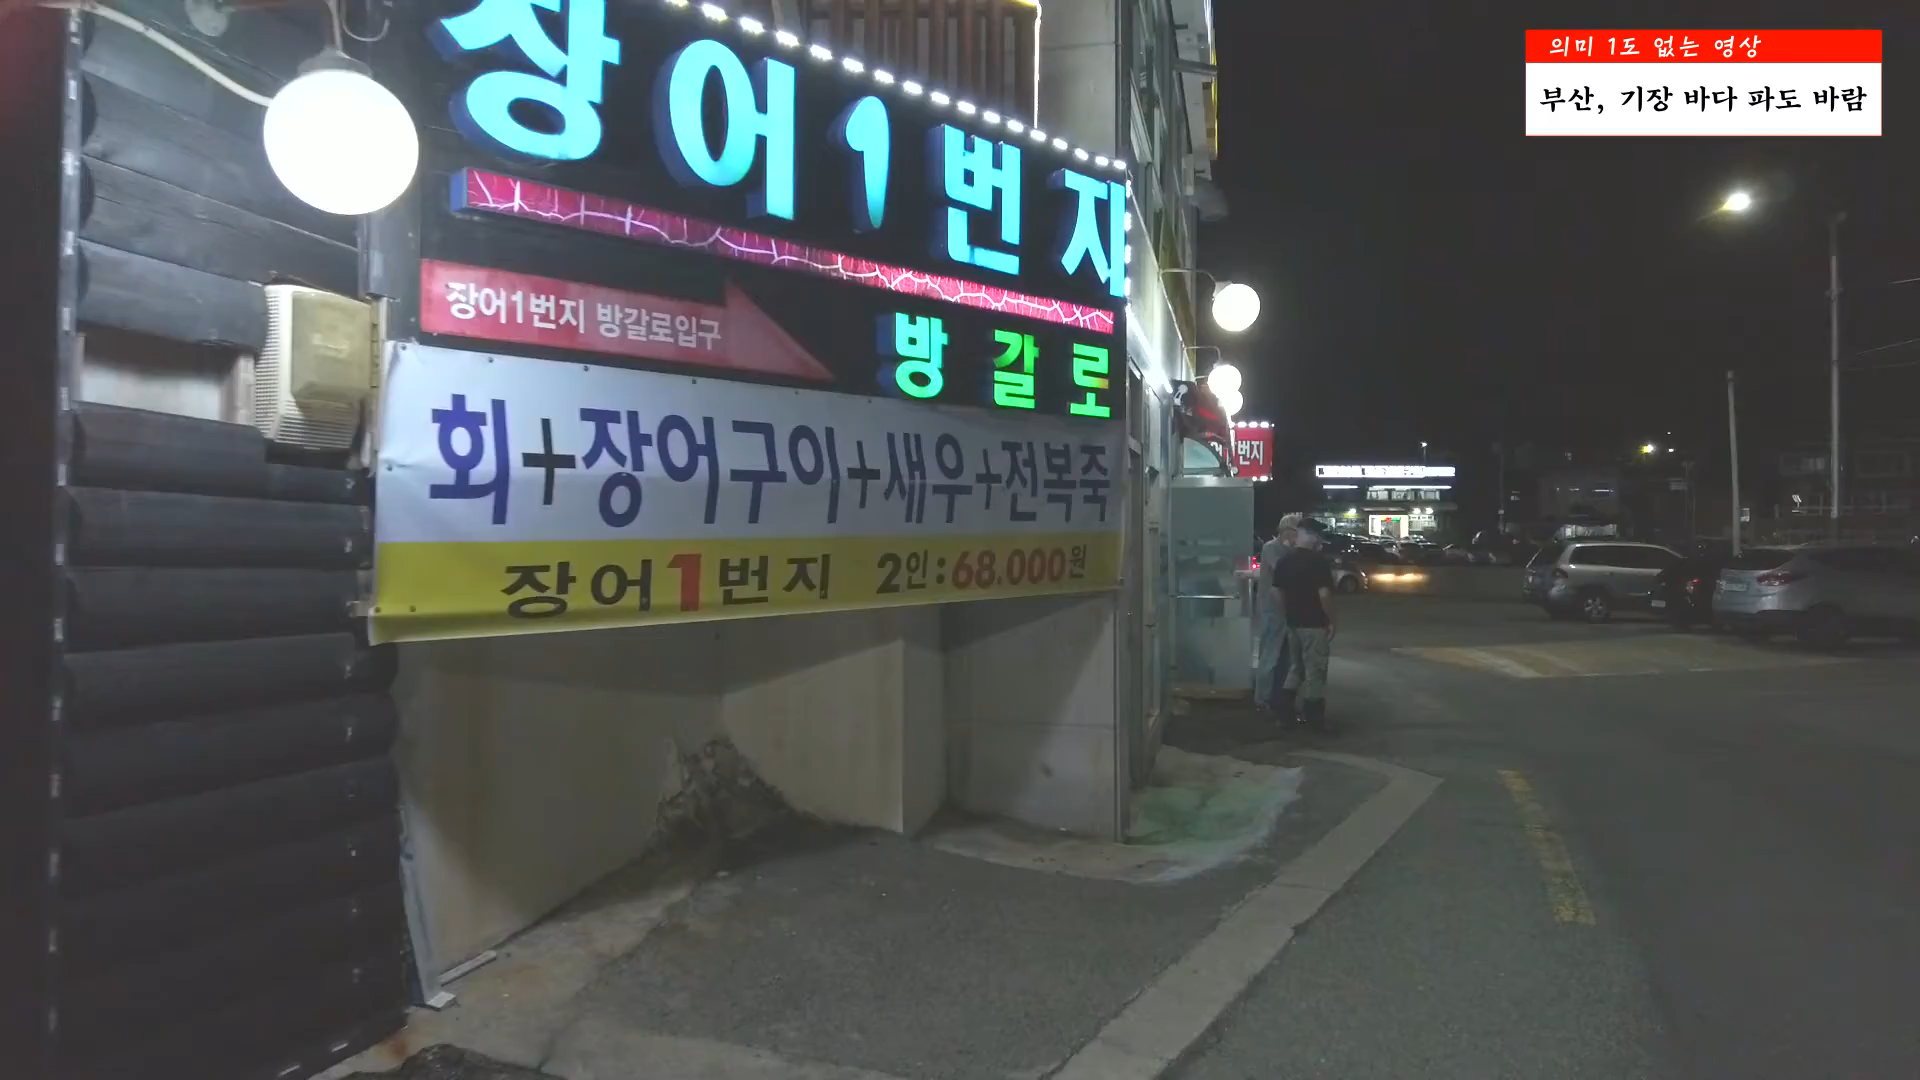 의미 1도 없는 영상
부산, 기장 바다 파도 바람
장어1번지
장어1번지 방갈로입구
방갈로
회+장어구이+새우+전복죽
장어1번지 2인:68.000원
번지